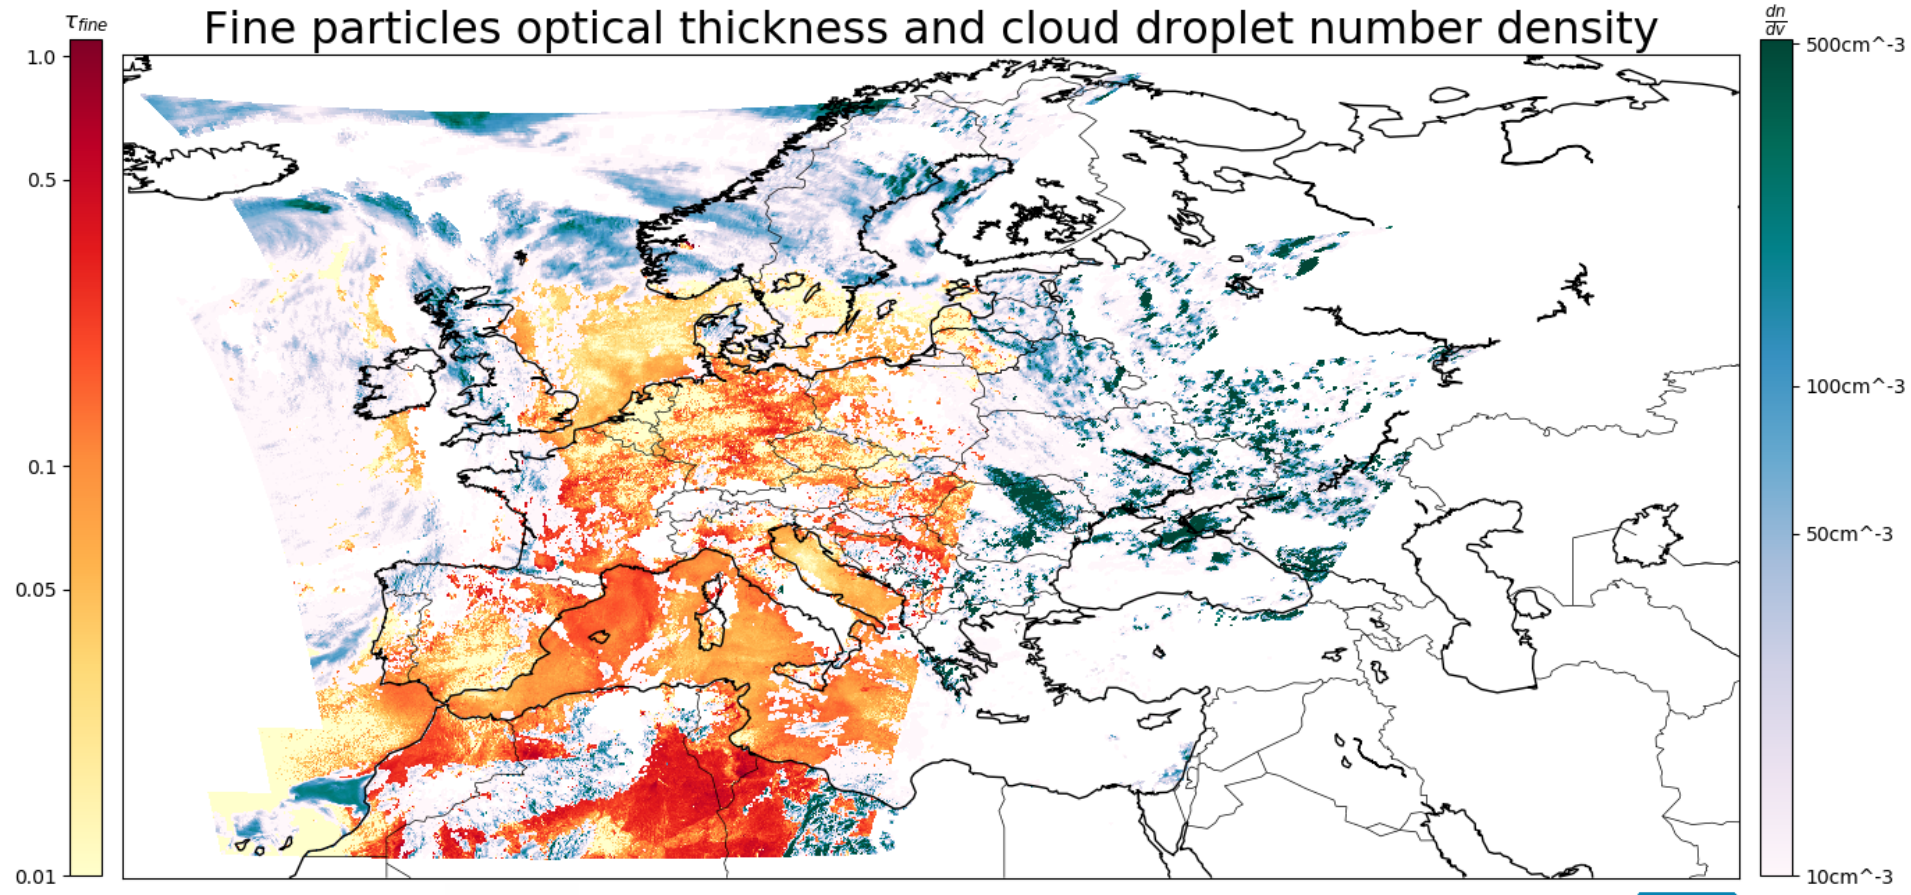 Fine particles optical thickness and cloud droplet number density
τfine
1.0
0.5
0.1
0.05
0.01
dn
dv
500cm^-3
100cm^-3
50cm^-3
10cm^-3